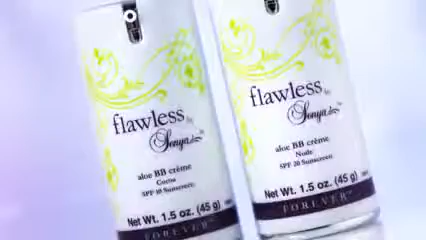 flawless by
Sonya
aloe BB crème
Cocoa
SPF 20 Sunscreen
Net Wt. 1.5 oz. (45 g)
FOREVER
flawless by
Sonya
aloe BB crème
Nude
SPF 20 Sunscreen
Net Wt. 1.5 oz. (45 g)
FOREVER